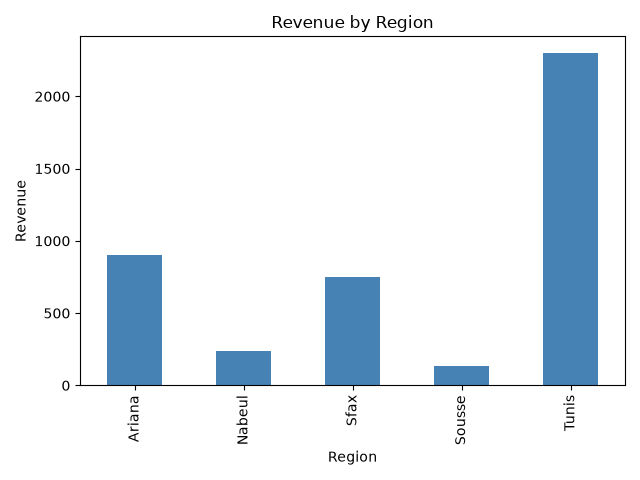 Revenue by Region
Revenue
2000
1500
1000
500
0
Ariana
Nabeul
Sfax
Sousse
Tunis
Region